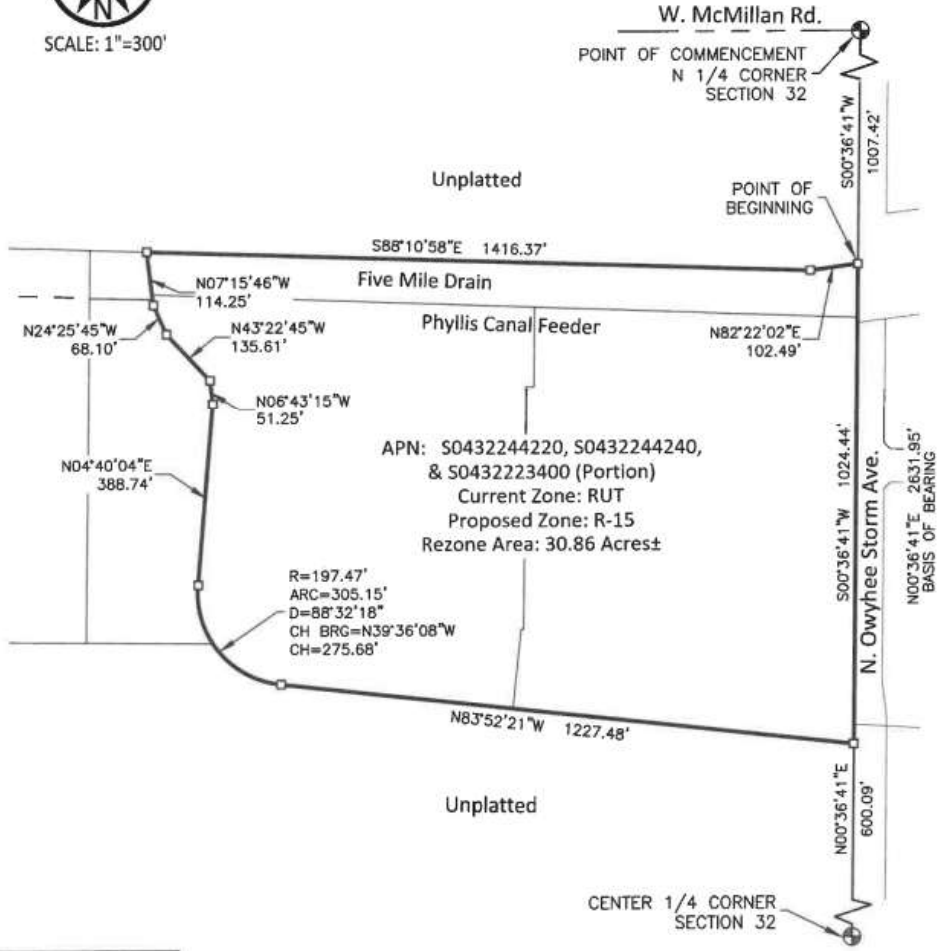 N
SCALE: 1"=300'
W. McMillan Rd.
POINT OF COMMENCEMENT
N 1/4 CORNER
SECTION 32
S00°36'41"W
1007.42'
Unplatted
POINT OF
BEGINNING
S88°10'58"E 1416.37'
Five Mile Drain
N07°15'46"W
114.25'
Phyllis Canal Feeder
N24°25'45"W
68.10'
N43°22'45"W
135.61'
N82°22'02"E
102.49'
N06°43'15"W
51.25'
APN: S0432244220, S0432244240,
& S0432223400 (Portion)
Current Zone: RUT
Proposed Zone: R-15
Rezone Area: 30.86 Acres±
N04°40'04"E
388.74'
S00°36'41"W 1024.44'
N. Owyhee Storm Ave.
N00°36'41"E 2631.95'
BASIS OF BEARING
R=197.47'
ARC=305.15'
D=88°32'18"
CH BRG=N39°36'08"W
CH=275.68'
N83°52'21"W 1227.48'
Unplatted
N00°36'41"E
600.09'
CENTER 1/4 CORNER
SECTION 32